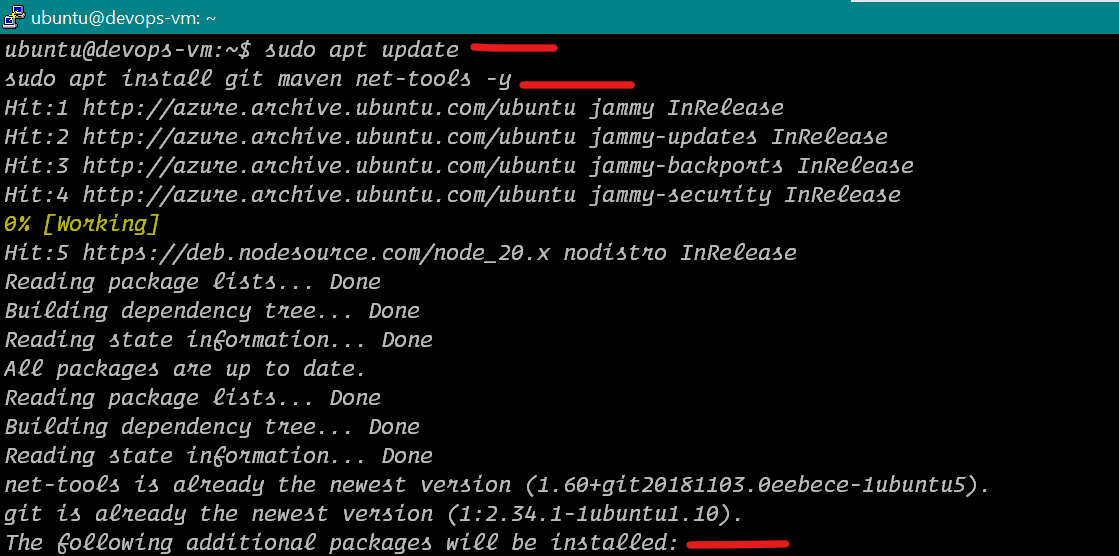 ubuntu@devops-vm: ~
ubuntu@devops-vm:~$ sudo apt update
sudo apt install git maven net-tools -y
Hit:1 http://azure.archive.ubuntu.com/ubuntu jammy InRelease
Hit:2 http://azure.archive.ubuntu.com/ubuntu jammy-updates InRelease
Hit:3 http://azure.archive.ubuntu.com/ubuntu jammy-backports InRelease
Hit:4 http://azure.archive.ubuntu.com/ubuntu jammy-security InRelease
0% [Working]
Hit:5 https://deb.nodesource.com/node_20.x nodistro InRelease
Reading package lists... Done
Building dependency tree... Done
Reading state information... Done
All packages are up to date.
Reading package lists... Done
Building dependency tree... Done
Reading state information... Done
net-tools is already the newest version (1.60+git20181103.0eebece-1ubuntu5).
git is already the newest version (1:2.34.1-1ubuntu1.10).
The following additional packages will be installed: